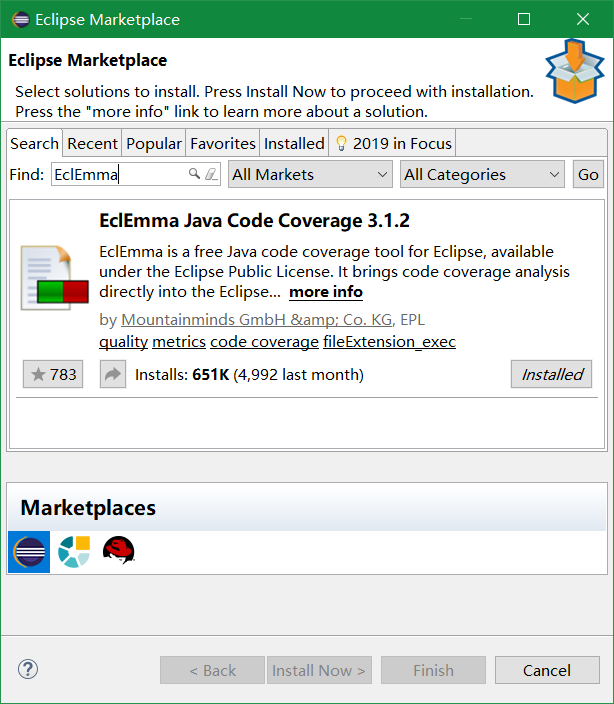 Eclipse Marketplace
Eclipse Marketplace
Select solutions to install. Press Install Now to proceed with installation.
Press the "more info" link to learn more about a solution.
Search Recent Popular Favorites Installed 2019 in Focus
Find: EclEmma All Markets All Categories Go
EclEmma Java Code Coverage 3.1.2
EclEmma is a free Java code coverage tool for Eclipse, available
under the Eclipse Public License. It brings code coverage analysis
directly into the Eclipse... more info
by Mountainminds GmbH &amp; Co. KG, EPL
quality metrics code coverage fileExtension_exec
783 Installs: 651K (4,992 last month) Installed
Marketplaces
? < Back Install Now > Finish Cancel